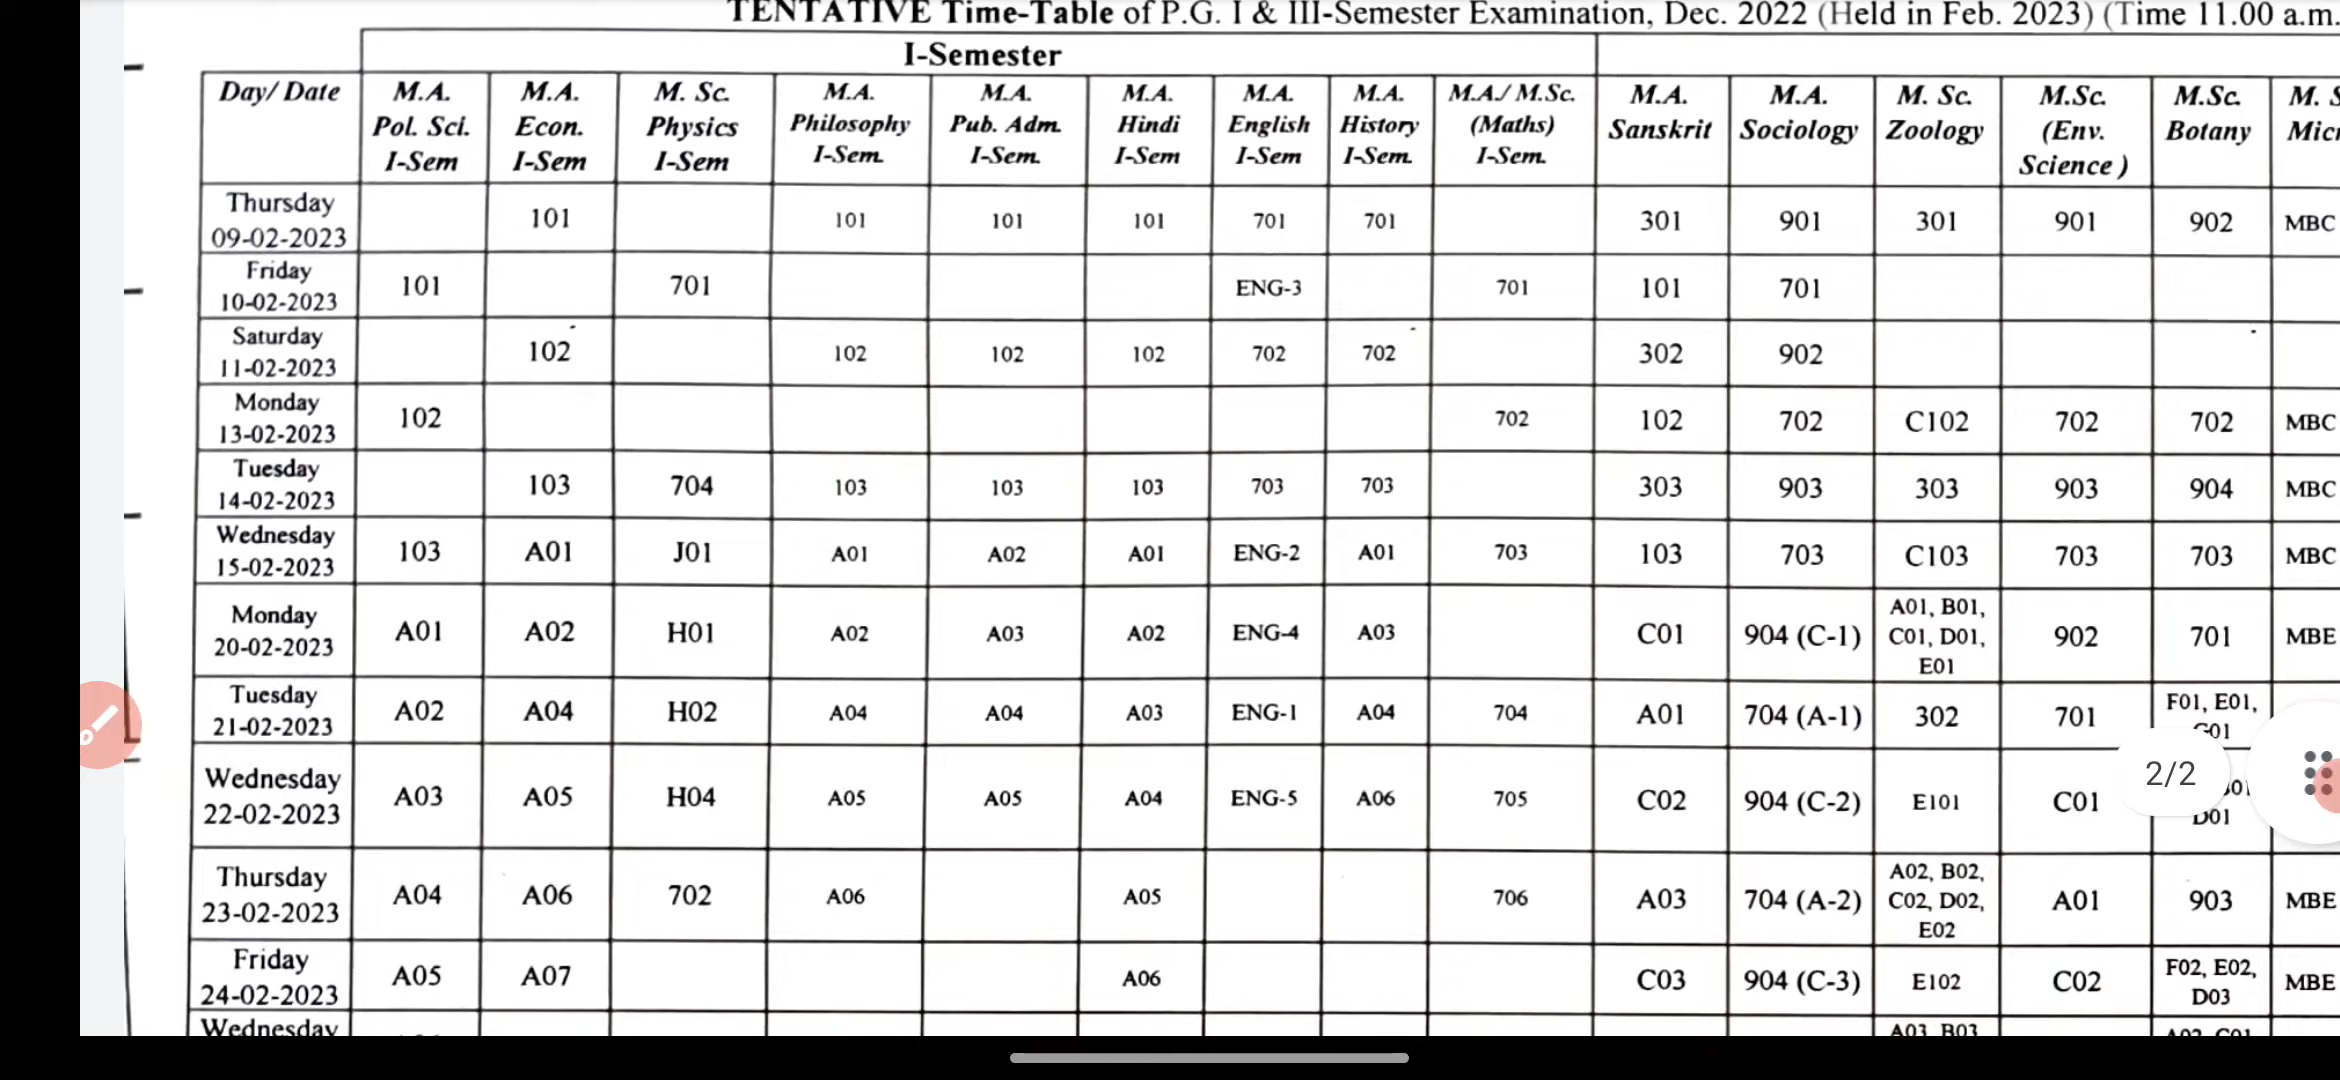 TENTATIVE Time-Table of P.G. I & III-Semester Examination, Dec. 2022 (Held in Feb. 2023) (Time 11.00 a.m.
I-Semester
Day/ Date | M.A. Pol. Sci. I-Sem | M.A. Econ. I-Sem | M. Sc. Physics I-Sem | M.A. Philosophy I-Sem. | M.A. Pub. Adm. I-Sem. | M.A. Hindi I-Sem | M.A. English I-Sem | M.A. History I-Sem. | M.A./ M.Sc. (Maths) I-Sem. | M.A. Sanskrit | M.A. Sociology | M. Sc. Zoology | M.Sc. (Env. Science ) | M.Sc. Botany | M. S Micr
Thursday 09-02-2023 | | 101 | | 101 | 101 | 101 | 701 | 701 | | 301 | 901 | 301 | 901 | 902 | MBC
Friday 10-02-2023 | 101 | | 701 | | | | ENG-3 | | 701 | 101 | 701 | | | |
Saturday 11-02-2023 | | 102 | | 102 | 102 | 102 | 702 | 702 | | 302 | 902 | | | |
Monday 13-02-2023 | 102 | | | | | | | | 702 | 102 | 702 | C102 | 702 | 702 | MBC
Tuesday 14-02-2023 | | 103 | 704 | 103 | 103 | 103 | 703 | 703 | | 303 | 903 | 303 | 903 | 904 | MBC
Wednesday 15-02-2023 | 103 | A01 | J01 | A01 | A02 | A01 | ENG-2 | A01 | 703 | 103 | 703 | C103 | 703 | 703 | MBC
Monday 20-02-2023 | A01 | A02 | H01 | A02 | A03 | A02 | ENG-4 | A03 | | C01 | 904 (C-1) | A01, B01, C01, D01, E01 | 902 | 701 | MBE
Tuesday 21-02-2023 | A02 | A04 | H02 | A04 | A04 | A03 | ENG-1 | A04 | 704 | A01 | 704 (A-1) | 302 | 701 | F01, E01,
Wednesday 22-02-2023 | A03 | A05 | H04 | A05 | A05 | A04 | ENG-5 | A06 | 705 | C02 | 904 (C-2) | E101 | C01 | D01
2/2
Thursday 23-02-2023 | A04 | A06 | 702 | A06 | | A05 | | | 706 | A03 | 704 (A-2) | A02, B02, C02, D02, E02 | A01 | 903 | MBE
Friday 24-02-2023 | A05 | A07 | | | | A06 | | | | C03 | 904 (C-3) | E102 | C02 | F02, E02, D03 | MBE
Wednesday | A03 B03